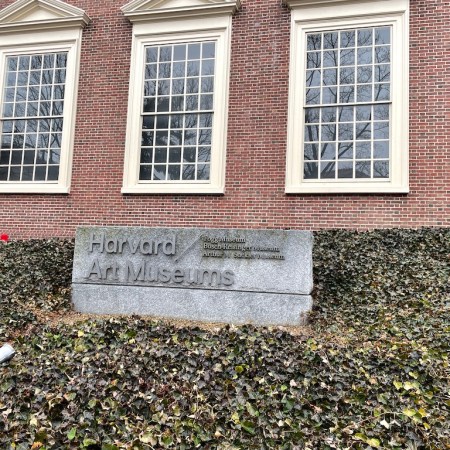 Harvard
Art Museums
Fogg Museum
Busch-Reisinger Museum
Arthur M. Sackler Museum